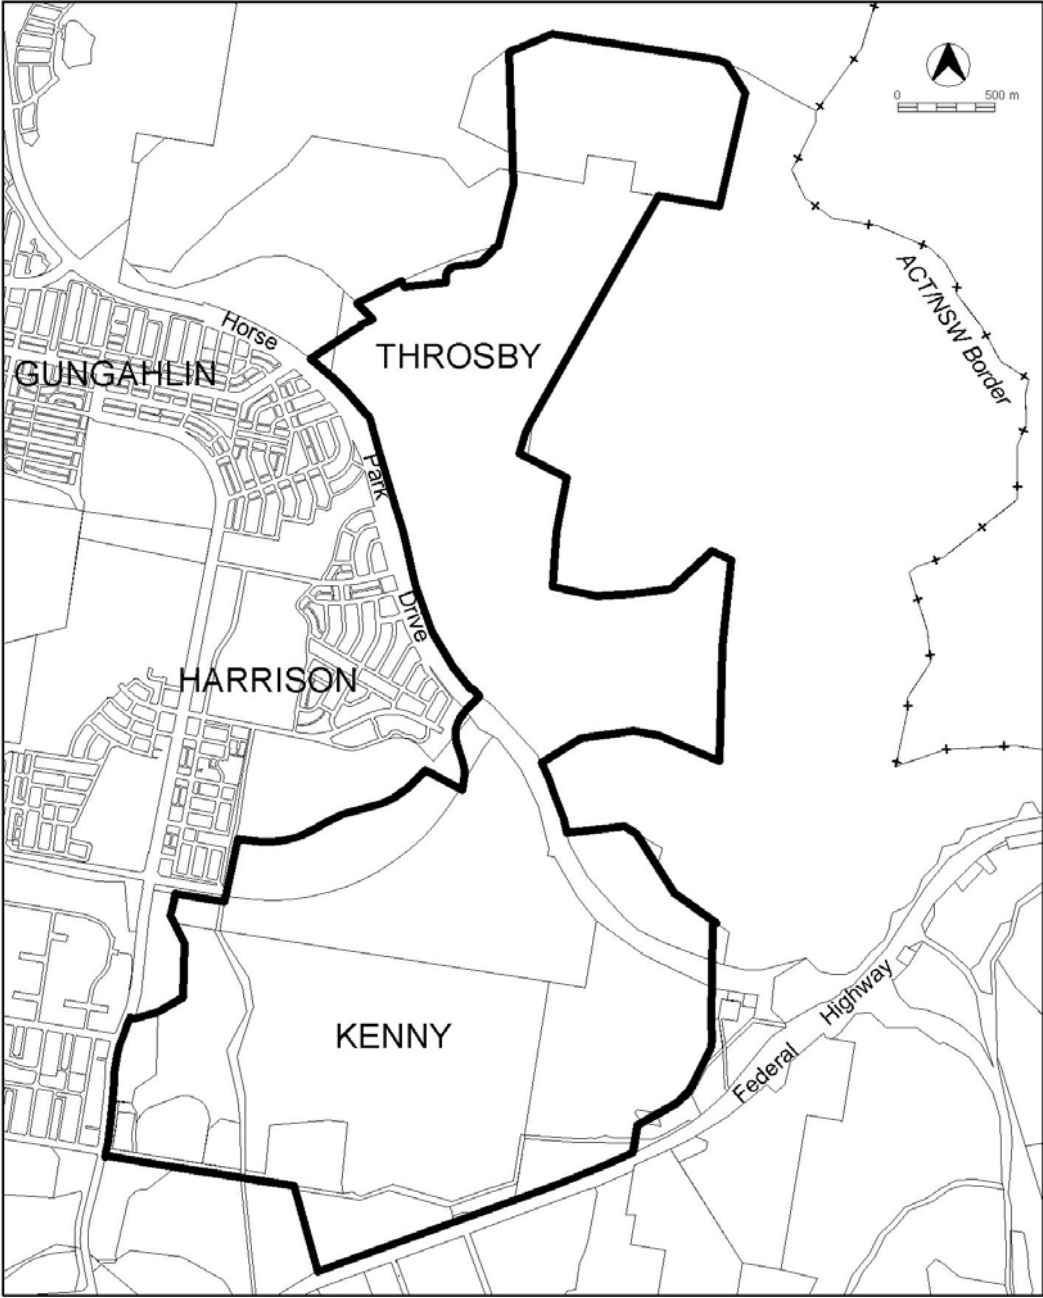 0 500 m
ACT/NSW Border
Horse
THROSBY
GUNGAHLIN
Park
Drive
HARRISON
Highway
KENNY
Federal